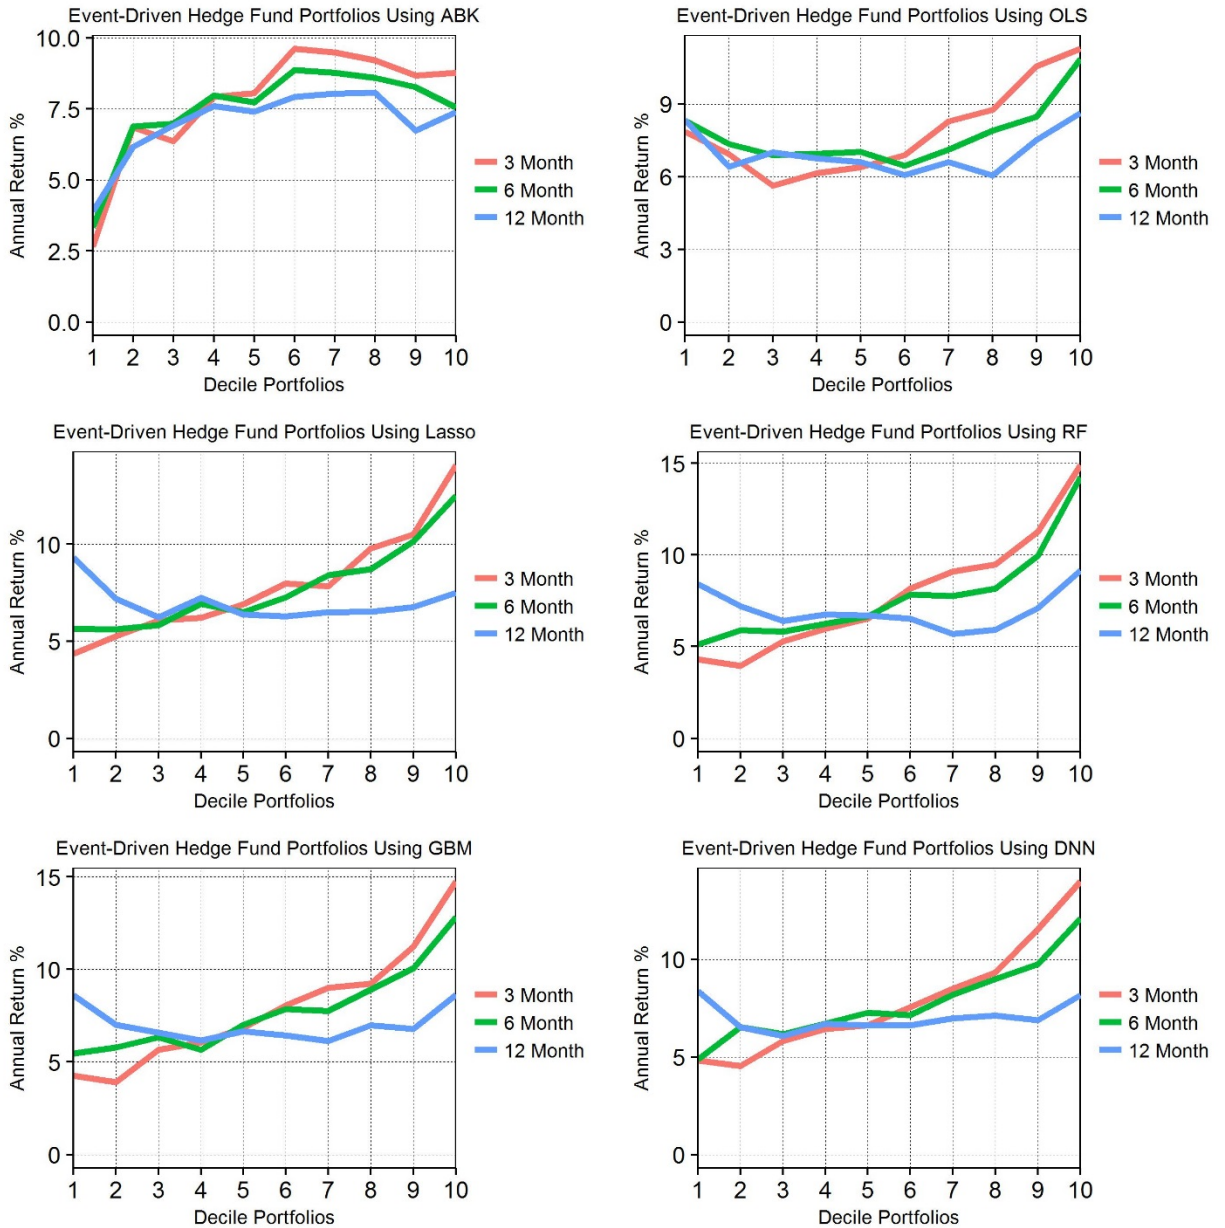 Event-Driven Hedge Fund Portfolios Using ABK
Annual Return %
10.0
7.5
5.0
2.5
0.0
1 2 3 4 5 6 7 8 9 10
Decile Portfolios
3 Month
6 Month
12 Month
Event-Driven Hedge Fund Portfolios Using OLS
Annual Return %
9
6
3
0
1 2 3 4 5 6 7 8 9 10
Decile Portfolios
3 Month
6 Month
12 Month
Event-Driven Hedge Fund Portfolios Using Lasso
Annual Return %
10
5
0
1 2 3 4 5 6 7 8 9 10
Decile Portfolios
3 Month
6 Month
12 Month
Event-Driven Hedge Fund Portfolios Using RF
Annual Return %
15
10
5
0
1 2 3 4 5 6 7 8 9 10
Decile Portfolios
3 Month
6 Month
12 Month
Event-Driven Hedge Fund Portfolios Using GBM
Annual Return %
15
10
5
0
1 2 3 4 5 6 7 8 9 10
Decile Portfolios
3 Month
6 Month
12 Month
Event-Driven Hedge Fund Portfolios Using DNN
Annual Return %
10
5
0
1 2 3 4 5 6 7 8 9 10
Decile Portfolios
3 Month
6 Month
12 Month